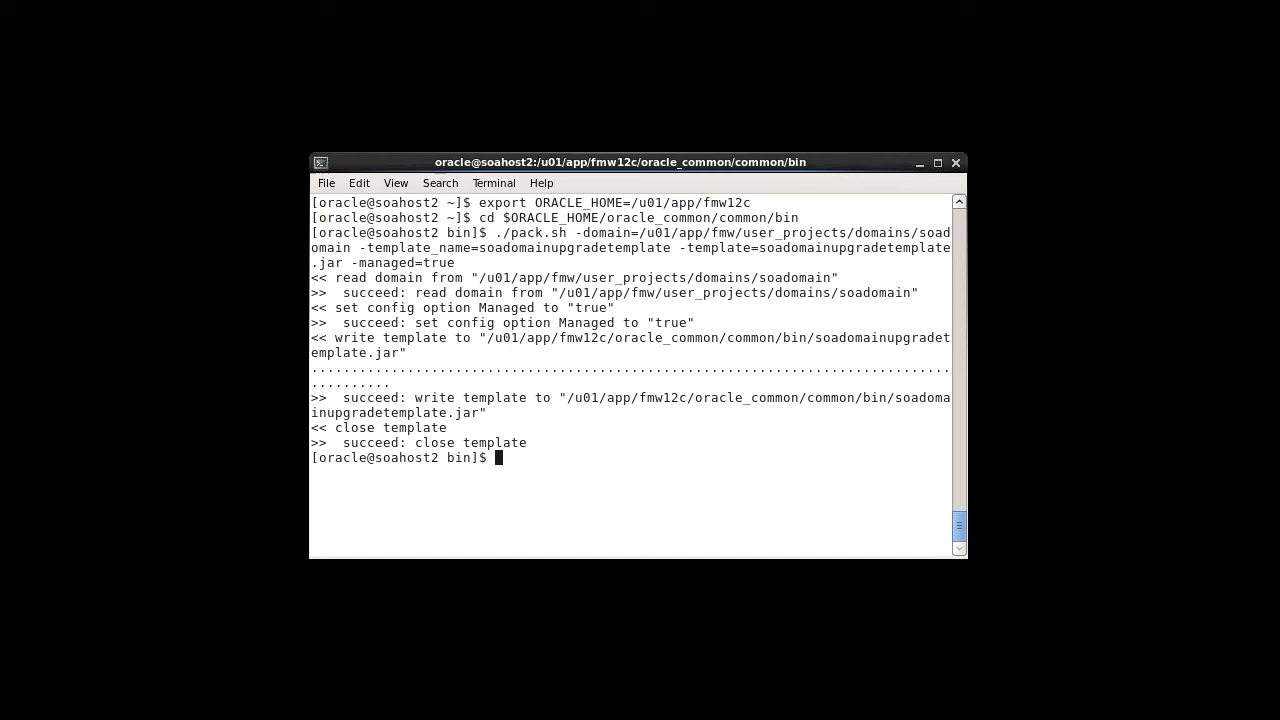 oracle@soahost2:/u01/app/fmw12c/oracle_common/common/bin
File Edit View Search Terminal Help
[oracle@soahost2 ~]$ export ORACLE_HOME=/u01/app/fmw12c
[oracle@soahost2 ~]$ cd $ORACLE_HOME/oracle_common/common/bin
[oracle@soahost2 bin]$ ./pack.sh -domain=/u01/app/fmw/user_projects/domains/soad
omain -template_name=soadomainupgradetemplate -template=soadomainupgradetemplate
.jar -managed=true
<< read domain from "/u01/app/fmw/user_projects/domains/soadomain"
>>  succeed: read domain from "/u01/app/fmw/user_projects/domains/soadomain"
<< set config option Managed to "true"
>>  succeed: set config option Managed to "true"
<< write template to "/u01/app/fmw12c/oracle_common/common/bin/soadomainupgradet
emplate.jar"
................................................................................
..........
>>  succeed: write template to "/u01/app/fmw12c/oracle_common/common/bin/soadoma
inupgradetemplate.jar"
<< close template
>>  succeed: close template
[oracle@soahost2 bin]$